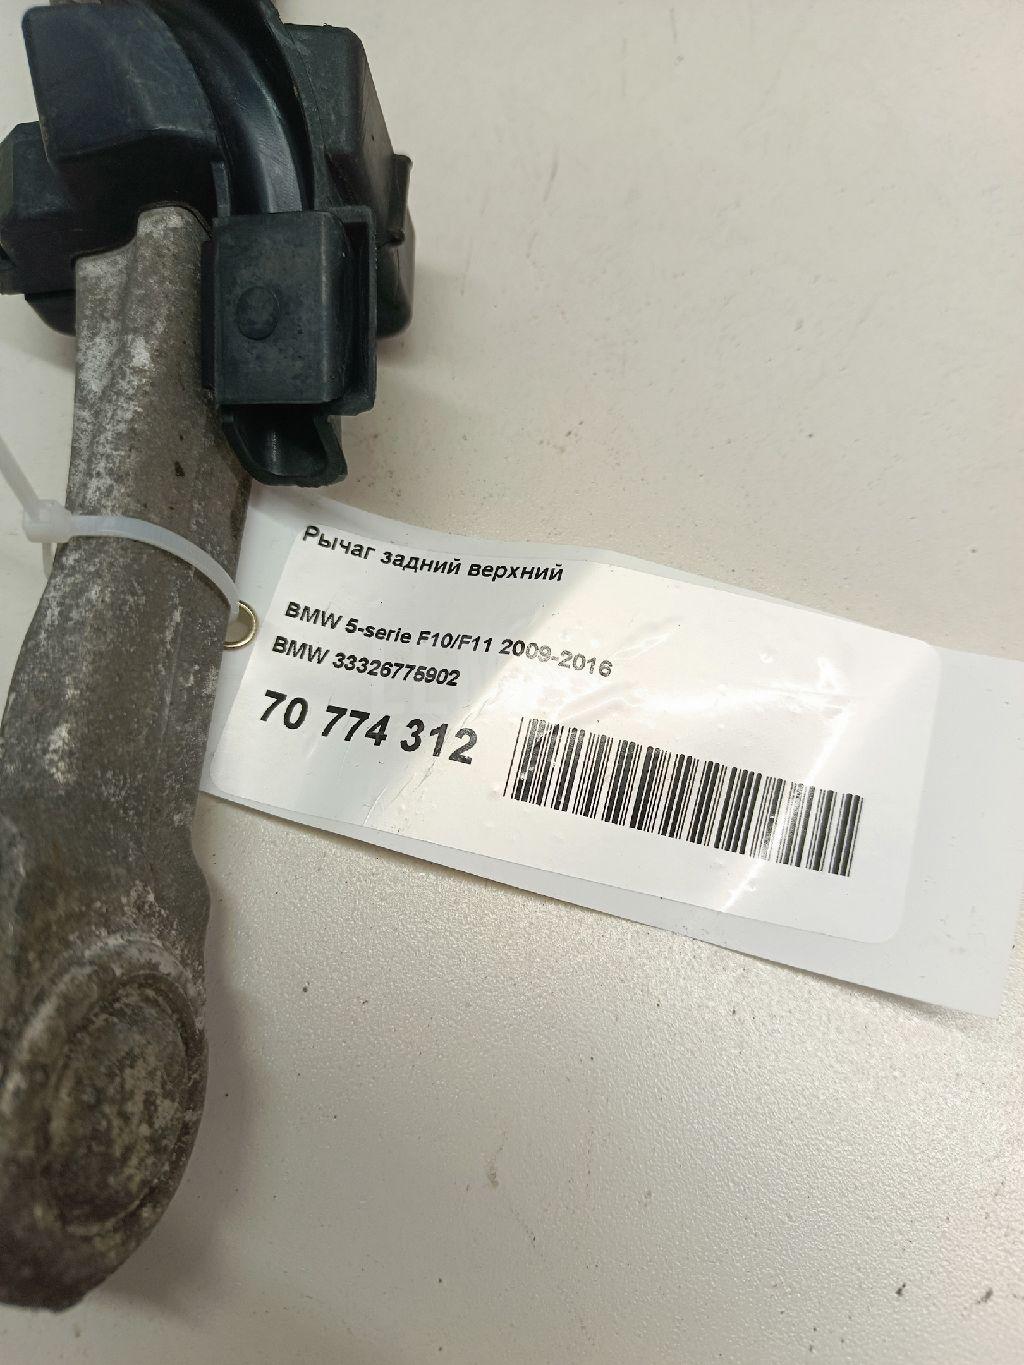 Рычаг задний верхний
BMW 5-serie F10/F11 2009-2016
BMW 33326775902
70 774 312